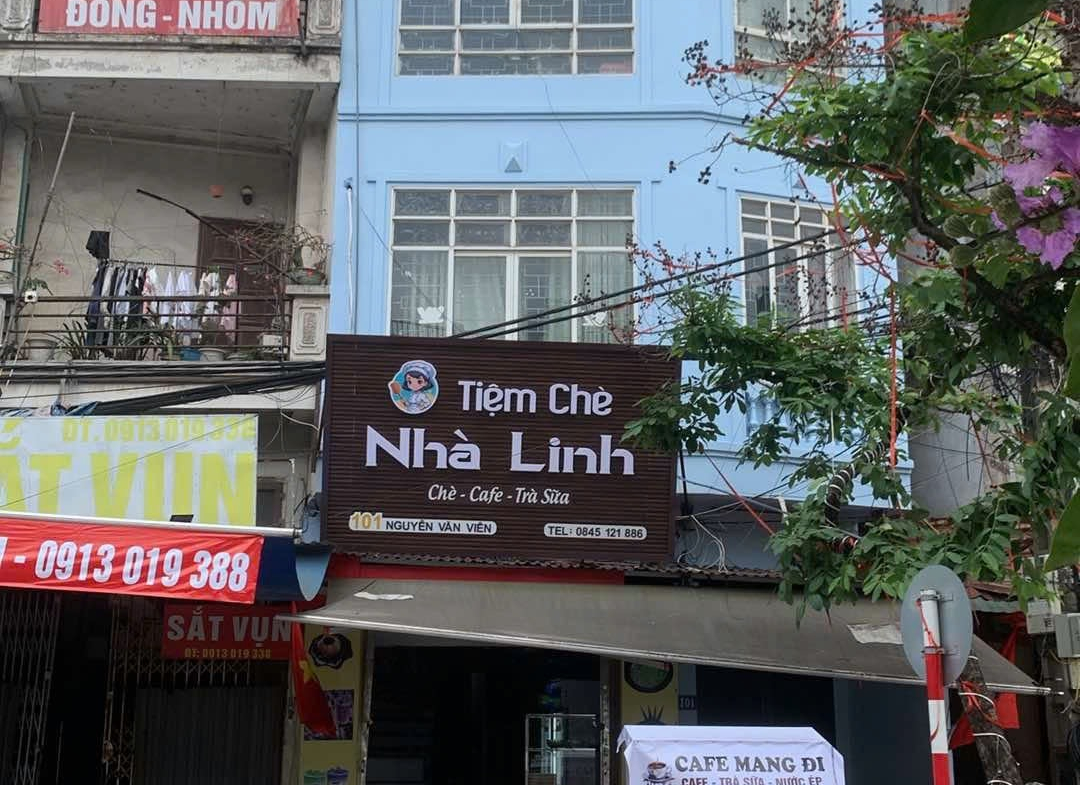 ĐỒNG - NHÔM
ĐT. 0913 019 338
SẮT VỤN
- 0913 019 388
SẮT VỤN
ĐT: 0913 019 338
Tiệm Chè
Nhà Linh
Chè - Cafe - Trà Sữa
101 NGUYỄN VĂN VIÊN
TEL: 0845 121 886
101
CAFE MANG ĐI
CAFE - TRÀ SỮA - NƯỚC ÉP